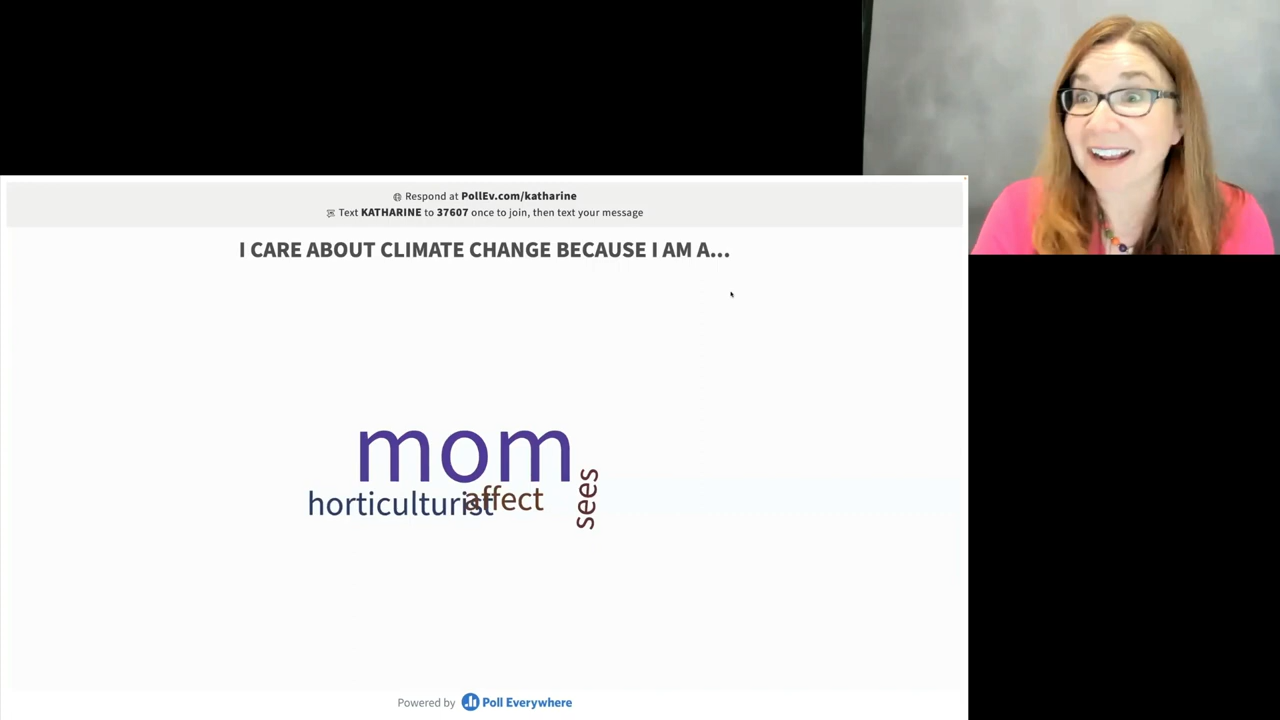 Respond at PollEv.com/katharine
Text KATHARINE to 37607 once to join, then text your message
I CARE ABOUT CLIMATE CHANGE BECAUSE I AM A...
mom
horticulturist
affect
sees
Powered by Poll Everywhere